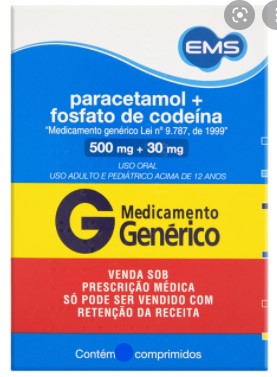 EMS
paracetamol +
fosfato de codeína
"Medicamento genérico Lei nº 9.787, de 1999"
500 mg + 30 mg
USO ORAL
USO ADULTO E PEDIÁTRICO ACIMA DE 12 ANOS
G Medicamento
Genérico
VENDA SOB
PRESCRIÇÃO MÉDICA
SÓ PODE SER VENDIDO COM
RETENÇÃO DA RECEITA
Contém comprimidos